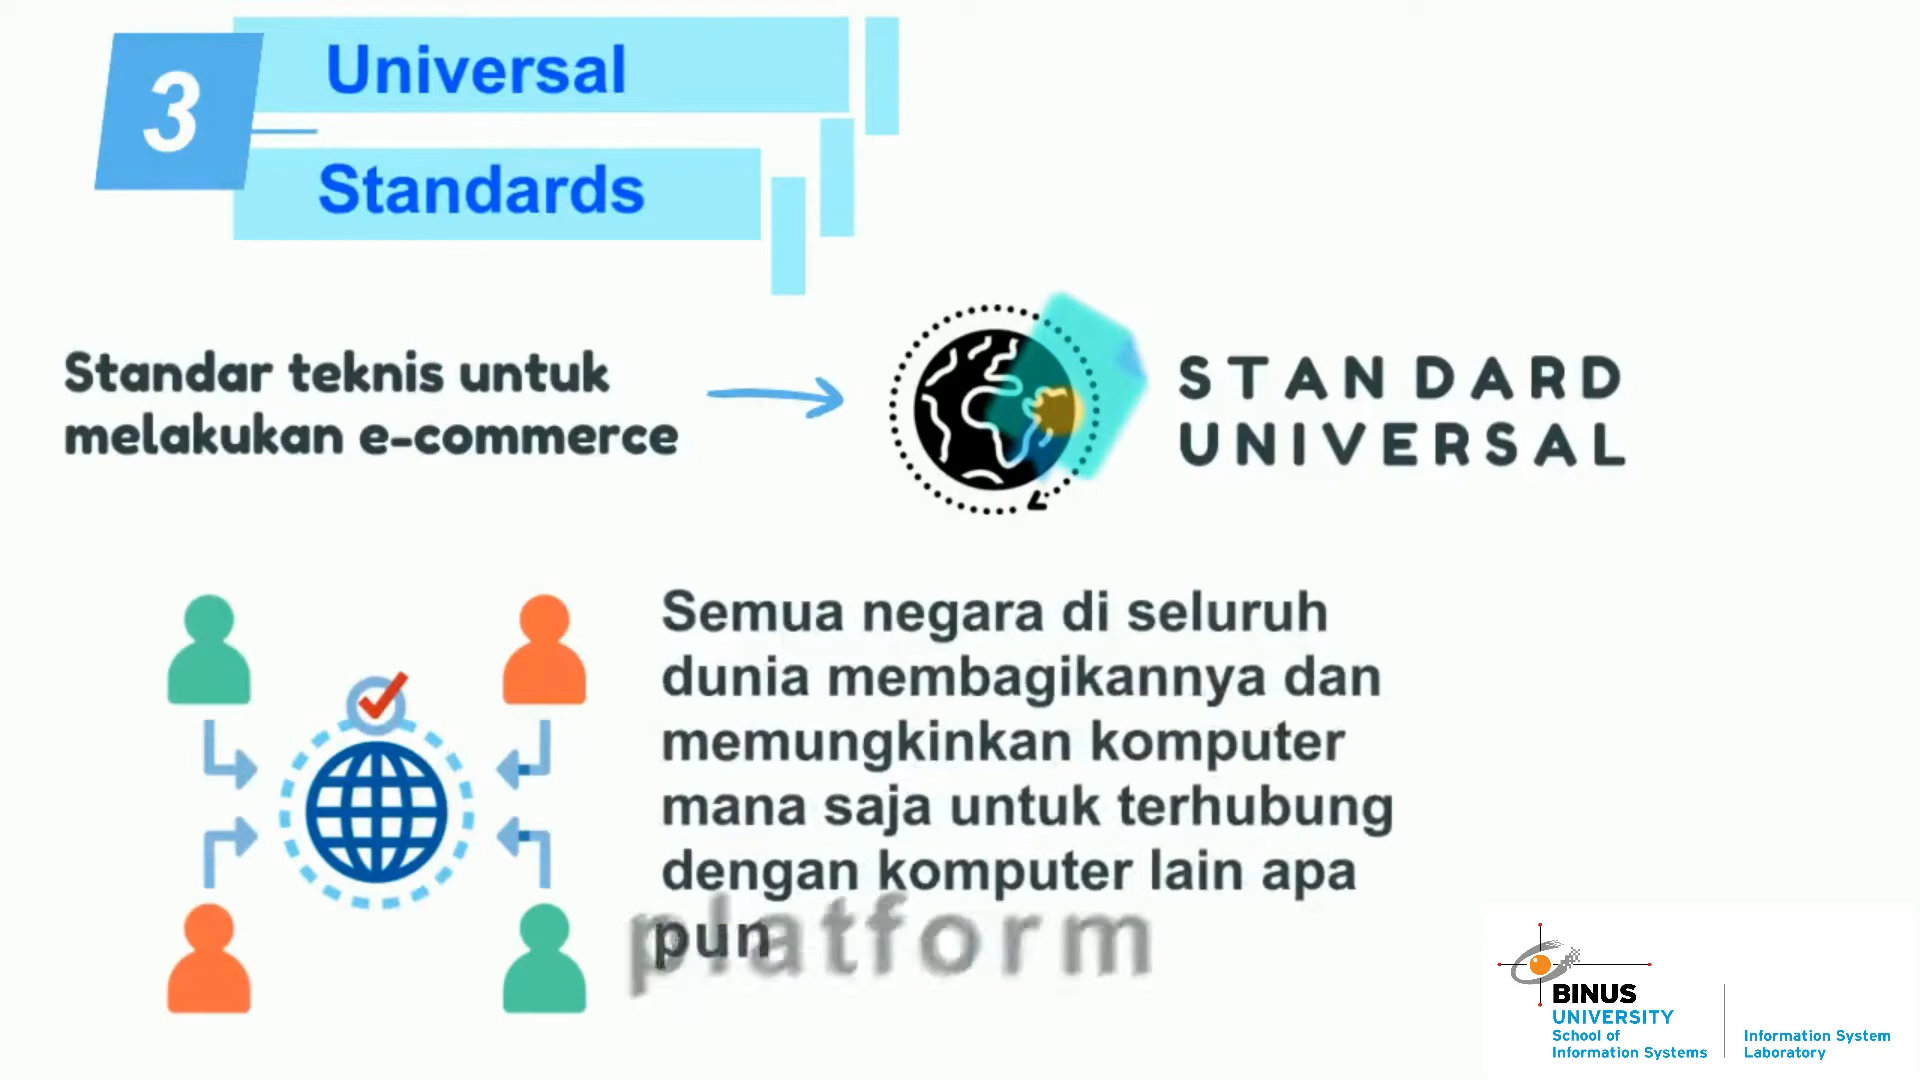 3
Universal
Standards
Standar teknis untuk
melakukan e-commerce
STANDARD
UNIVERSAL
Semua negara di seluruh
dunia membagikannya dan
memungkinkan komputer
mana saja untuk terhubung
dengan komputer lain apa
pun
platform
BINUS
UNIVERSITY
School of
Information Systems
Information System
Laboratory